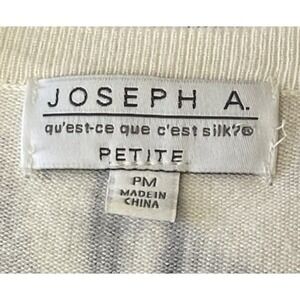 JOSEPH A.
qu'est-ce que c'est silk?®
PETITE
PM
MADE IN
CHINA